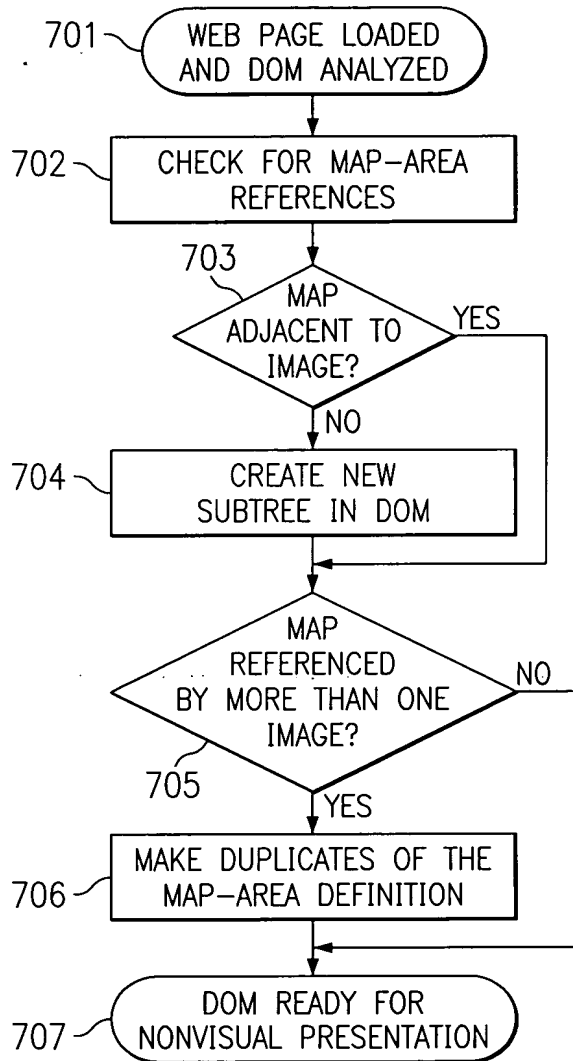 701
WEB PAGE LOADED
AND DOM ANALYZED
702
CHECK FOR MAP-AREA
REFERENCES
703
MAP
ADJACENT TO
IMAGE?
YES
NO
704
CREATE NEW
SUBTREE IN DOM
MAP
REFERENCED
BY MORE THAN ONE
IMAGE?
NO
705
YES
706
MAKE DUPLICATES OF THE
MAP-AREA DEFINITION
707
DOM READY FOR
NONVISUAL PRESENTATION